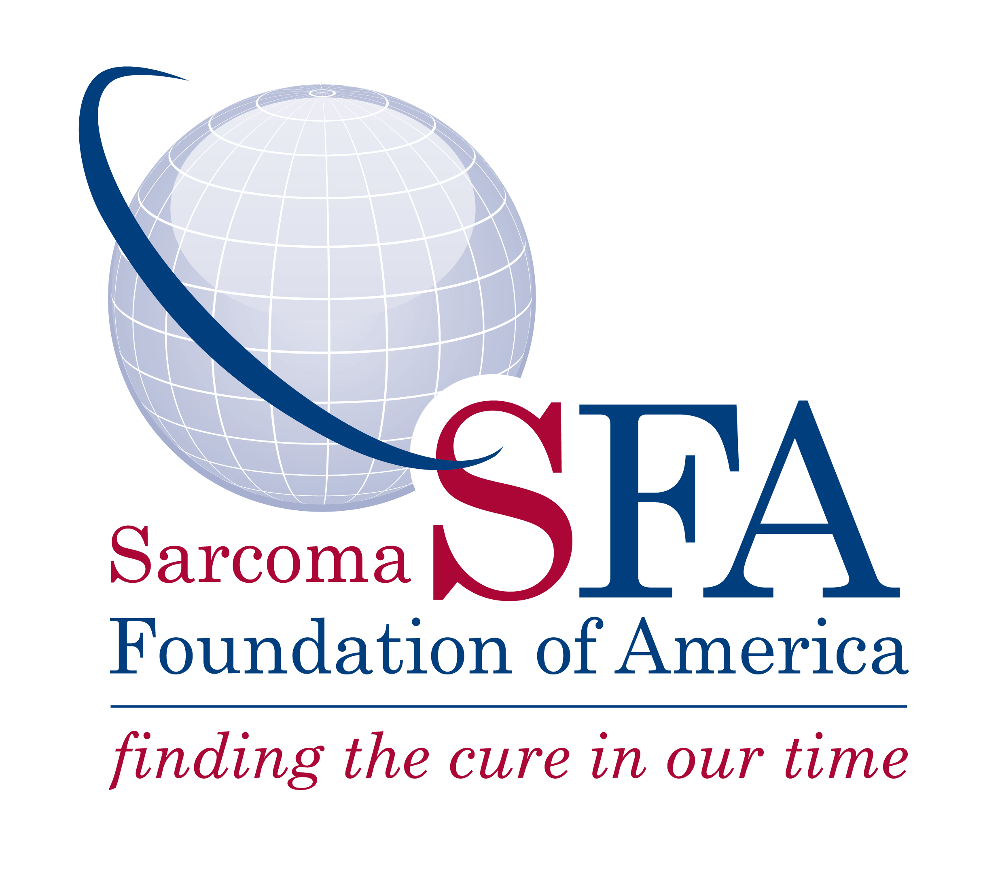 SFA
Sarcoma
Foundation of America
finding the cure in our time